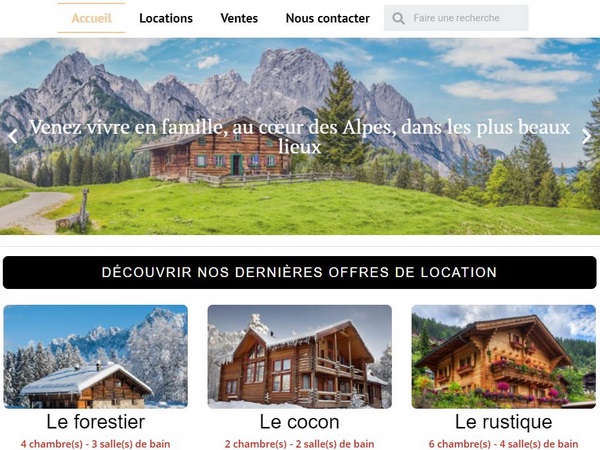 Accueil Locations Ventes Nous contacter Faire une recherche
Venez vivre en famille, au cœur des Alpes, dans les plus beaux
lieux
DÉCOUVRIR NOS DERNIÈRES OFFRES DE LOCATION
Le forestier Le cocon Le rustique
4 chambre(s) - 3 salle(s) de bain 2 chambre(s) - 2 salle(s) de bain 6 chambre(s) - 4 salle(s) de bain